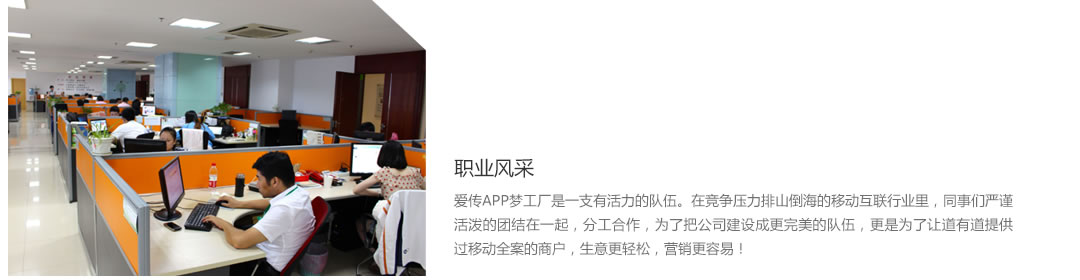 职业风采
爱传APP梦工厂是一支有活力的队伍。在竞争压力排山倒海的移动互联行业里，同事们严谨
活泼的团结在一起，分工合作，为了把公司建设成更完美的队伍，更是为了让道有道提供
过移动全案的商户，生意更轻松，营销更容易！